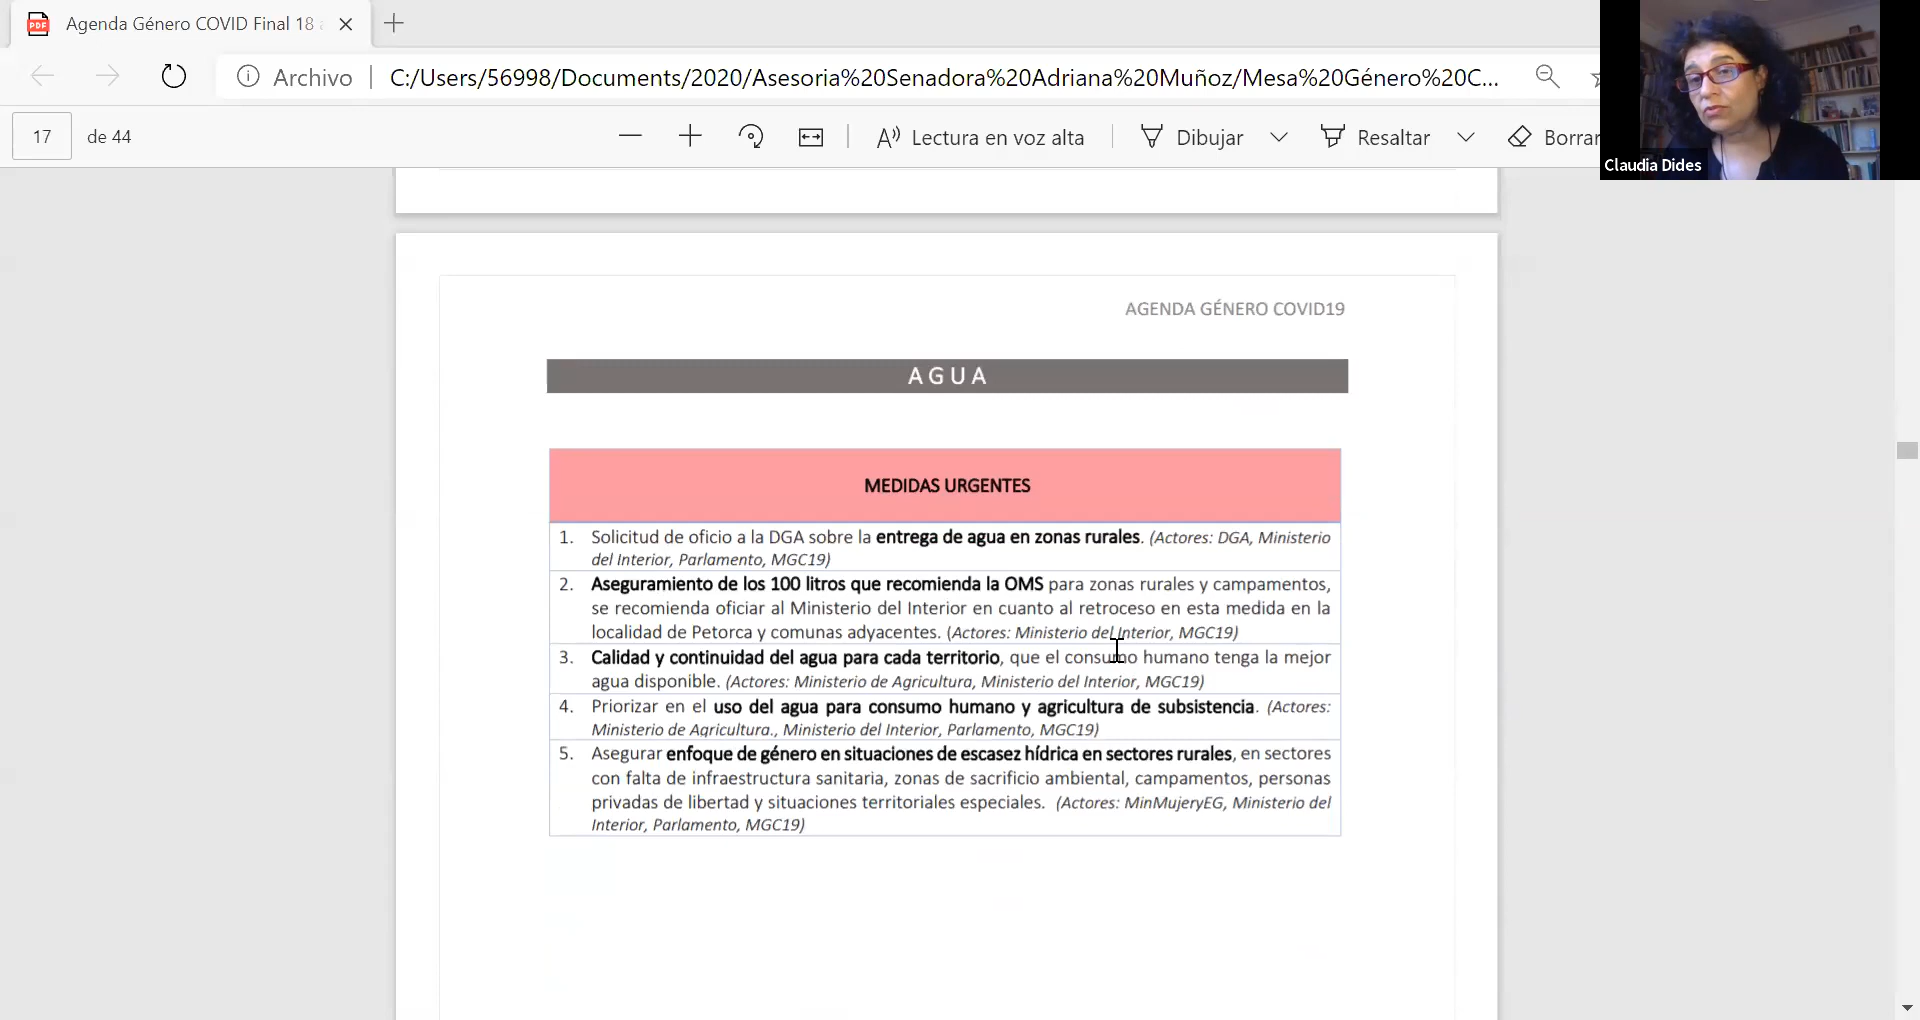 Agenda Género COVID Final 18
Archivo
C:/Users/56998/Documents/2020/Asesoria%20Senadora%20Adriana%20Muñoz/Mesa%20Género%20C...
17 de 44
Lectura en voz alta
Dibujar
Resaltar
Borrar
Claudia Dides
AGENDA GÉNERO COVID19
AGUA
MEDIDAS URGENTES
1. Solicitud de oficio a la DGA sobre la entrega de agua en zonas rurales. (Actores: DGA, Ministerio
del Interior, Parlamento, MGC19)
2. Aseguramiento de los 100 litros que recomienda la OMS para zonas rurales y campamentos,
se recomienda oficiar al Ministerio del Interior en cuanto al retroceso en esta medida en la
localidad de Petorca y comunas adyacentes. (Actores: Ministerio del Interior, MGC19)
3. Calidad y continuidad del agua para cada territorio, que el consumo humano tenga la mejor
agua disponible. (Actores: Ministerio de Agricultura, Ministerio del Interior, MGC19)
4. Priorizar en el uso del agua para consumo humano y agricultura de subsistencia. (Actores:
Ministerio de Agricultura., Ministerio del Interior, Parlamento, MGC19)
5. Asegurar enfoque de género en situaciones de escasez hídrica en sectores rurales, en sectores
con falta de infraestructura sanitaria, zonas de sacrificio ambiental, campamentos, personas
privadas de libertad y situaciones territoriales especiales. (Actores: MinMujeryEG, Ministerio del
Interior, Parlamento, MGC19)